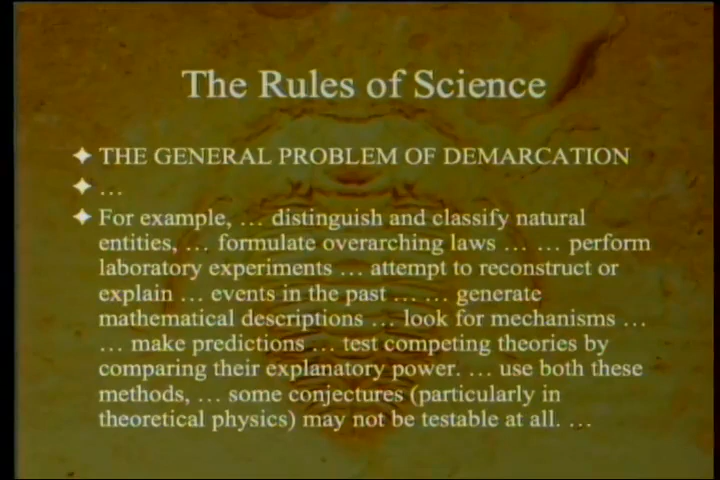 The Rules of Science
✦ THE GENERAL PROBLEM OF DEMARCATION
✦ …
✦ For example, … distinguish and classify natural
entities, … formulate overarching laws … … perform
laboratory experiments … attempt to reconstruct or
explain … events in the past … … generate
mathematical descriptions … look for mechanisms …
… make predictions … test competing theories by
comparing their explanatory power. … use both these
methods, … some conjectures (particularly in
theoretical physics) may not be testable at all. …